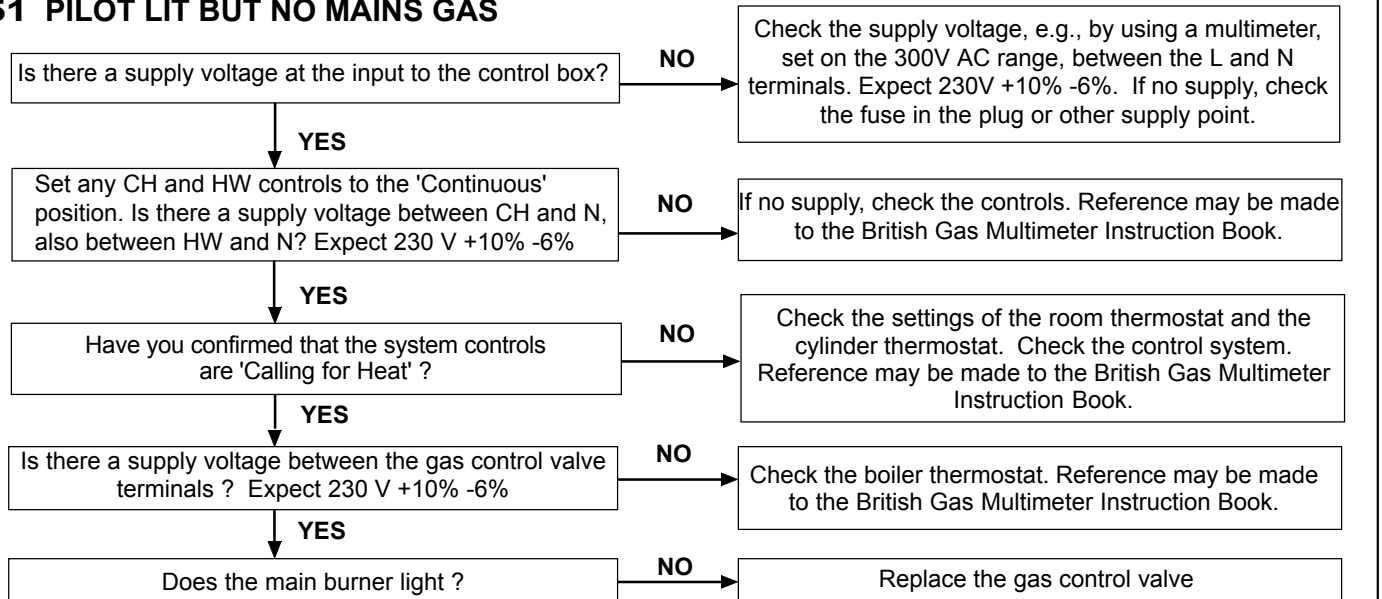 51 PILOT LIT BUT NO MAINS GAS
Is there a supply voltage at the input to the control box?
NO
Check the supply voltage, e.g., by using a multimeter,
set on the 300V AC range, between the L and N
terminals. Expect 230V +10% -6%. If no supply, check
the fuse in the plug or other supply point.
YES
Set any CH and HW controls to the 'Continuous'
position. Is there a supply voltage between CH and N,
also between HW and N? Expect 230 V +10% -6%
NO
If no supply, check the controls. Reference may be made
to the British Gas Multimeter Instruction Book.
YES
Have you confirmed that the system controls
are 'Calling for Heat' ?
NO
Check the settings of the room thermostat and the
cylinder thermostat. Check the control system.
Reference may be made to the British Gas Multimeter
Instruction Book.
YES
Is there a supply voltage between the gas control valve
terminals ? Expect 230 V +10% -6%
NO
Check the boiler thermostat. Reference may be made
to the British Gas Multimeter Instruction Book.
YES
Does the main burner light ?
NO
Replace the gas control valve